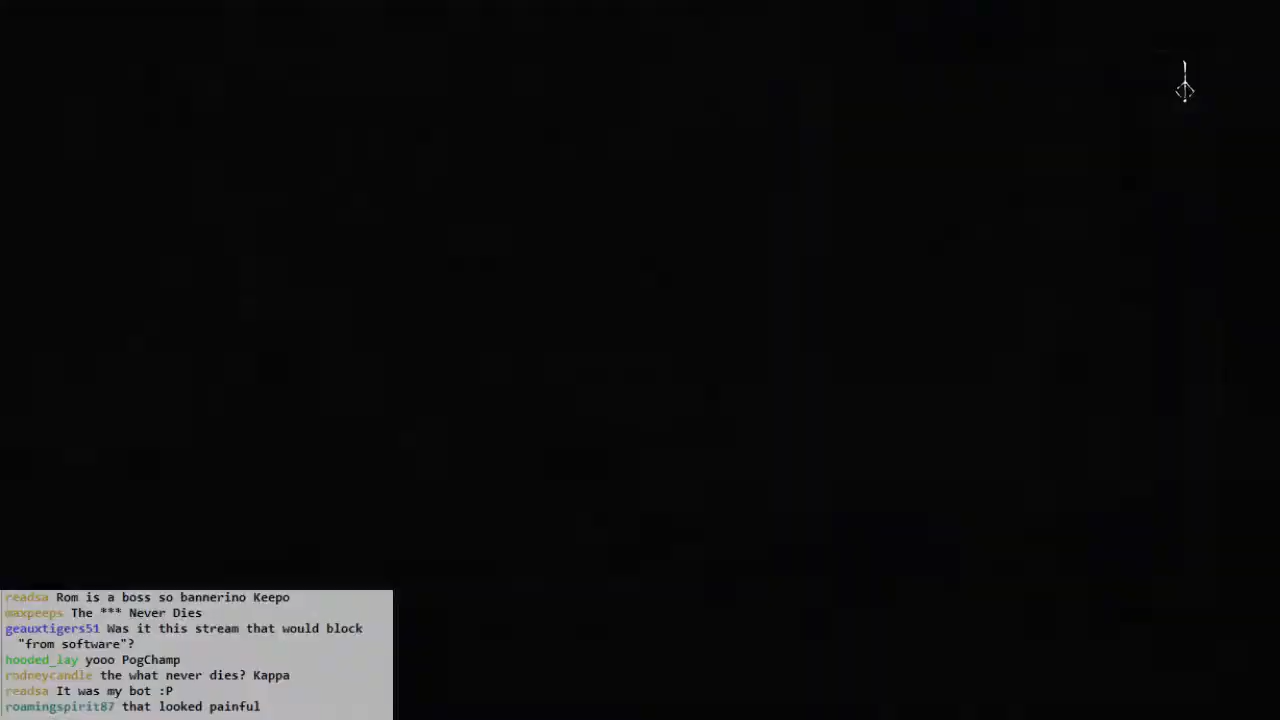 readsa Rom is a boss so bannerino Keepo
maxpeeps The *** Never Dies
geauxtigers51 Was it this stream that would block
"from software"?
hooded_lay yooo PogChamp
rodneycandle the what never dies? Kappa
readsa It was my bot :P
roamingspirit87 that looked painful